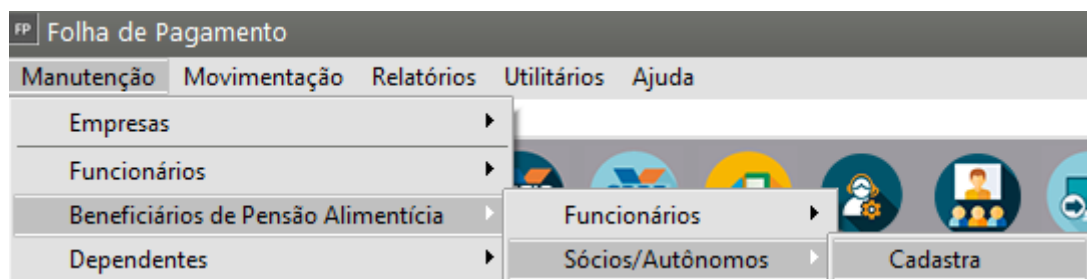 FP Folha de Pagamento
Manutenção Movimentação Relatórios Utilitários Ajuda
Empresas
Funcionários
Beneficiários de Pensão Alimentícia Funcionários
Dependentes Sócios/Autônomos Cadastra